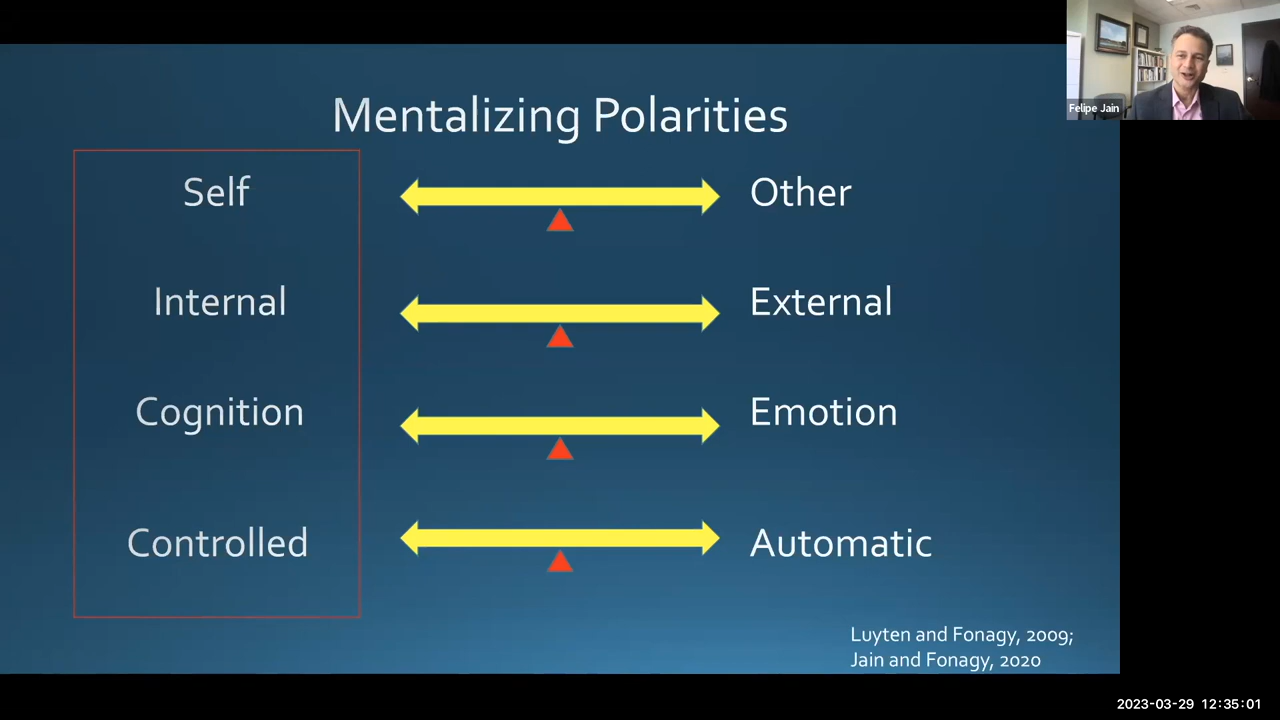 Mentalizing Polarities
Self
Other
Internal
External
Cognition
Emotion
Controlled
Automatic
Luyten and Fonagy, 2009;
Jain and Fonagy, 2020
Felipe Jain
2023-03-29 12:35:01